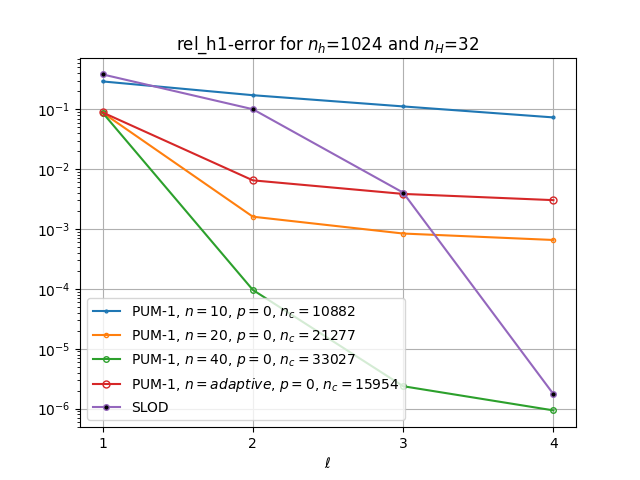 rel_h1-error for $n_h$=1024 and $n_H$=32
$10^{-1}$
$10^{-2}$
$10^{-3}$
$10^{-4}$
$10^{-5}$
$10^{-6}$
PUM-1, $n = 10$, $p = 0$, $n_c = 10882$
PUM-1, $n = 20$, $p = 0$, $n_c = 21277$
PUM-1, $n = 40$, $p = 0$, $n_c = 33027$
PUM-1, $n = adaptive$, $p = 0$, $n_c = 15954$
SLOD
1 2 3 4
ℓ